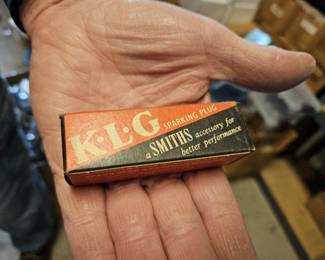 K·L·G SPARKING PLUG
a SMITHS accessory for
better performance